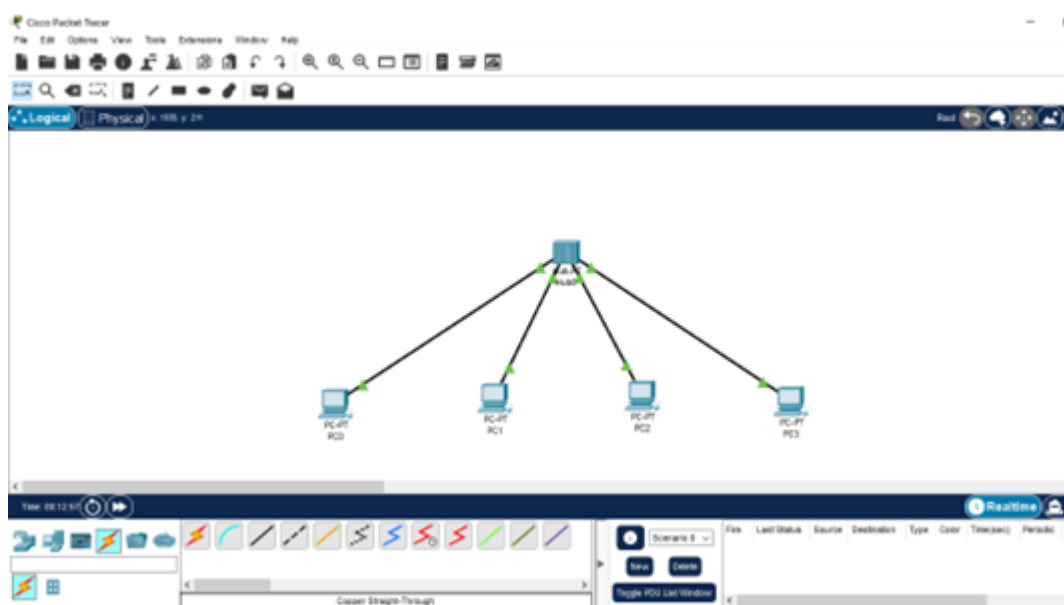 Cisco Packet Tracer
File Edit Options View Tools Extensions Window Help
Logical Physical
Root
PC-PT
PC0
PC-PT
PC1
PC-PT
PC2
PC-PT
PC3
Realtime
Scenario 0
New Delete
Toggle PDU List Window
Fire Last Status Source Destination Type Color Time(sec) Periodic
Copper Straight-Through